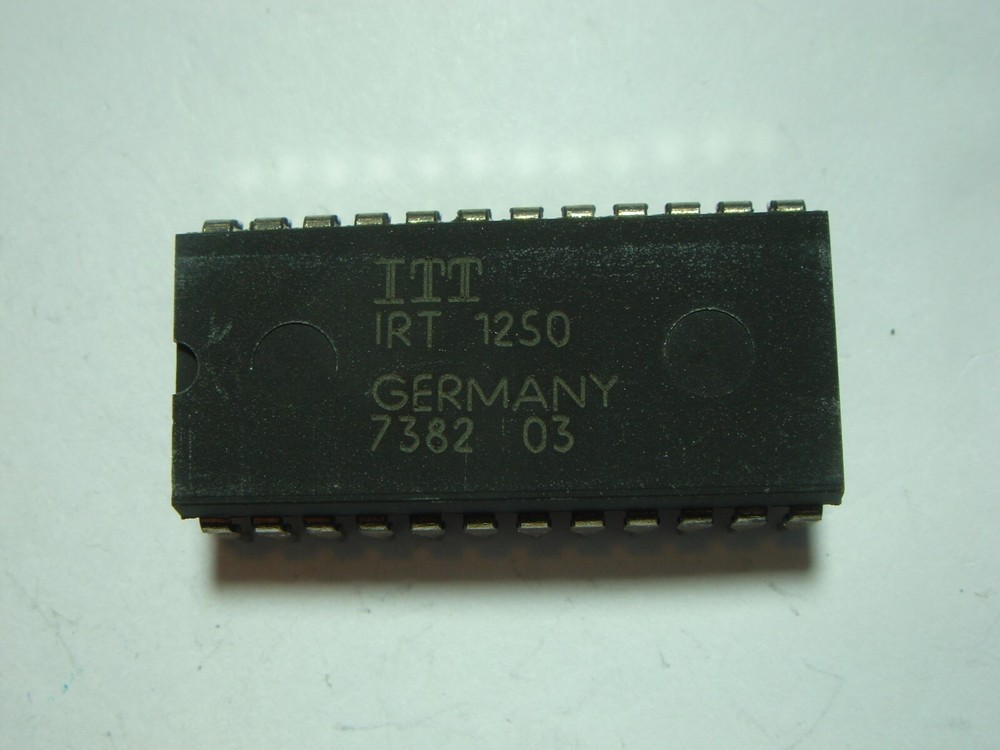 ITT
IRT 1250
GERMANY
7382 03